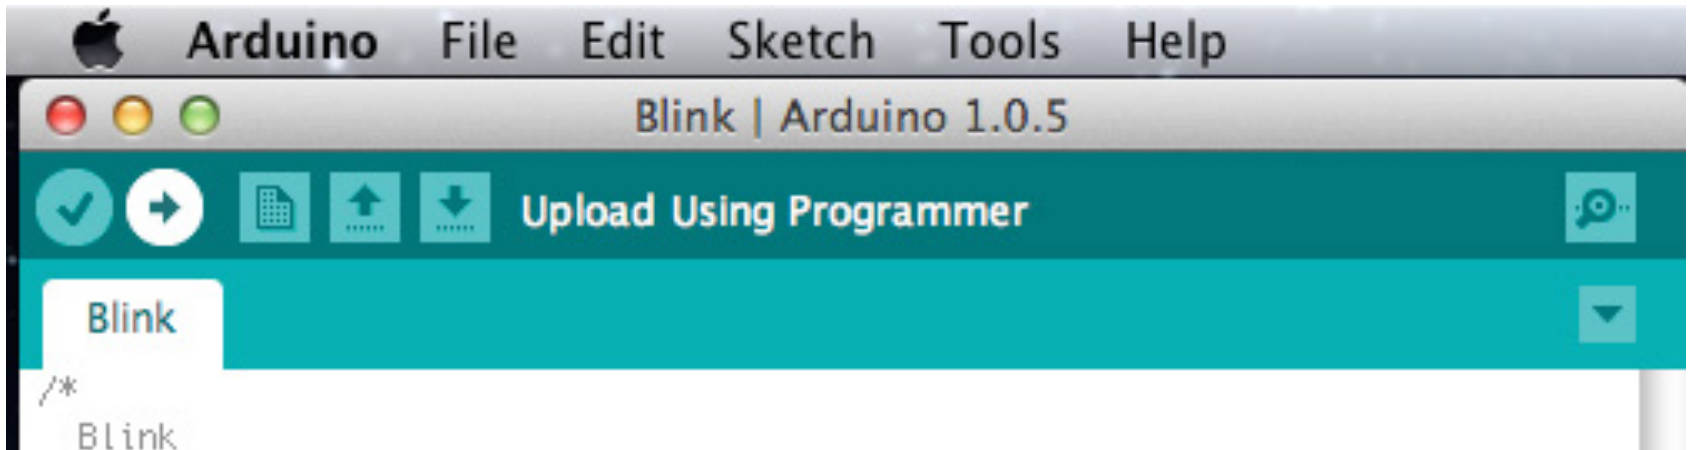 Arduino File Edit Sketch Tools Help
Blink | Arduino 1.0.5
Upload Using Programmer
Blink
/*
Blink